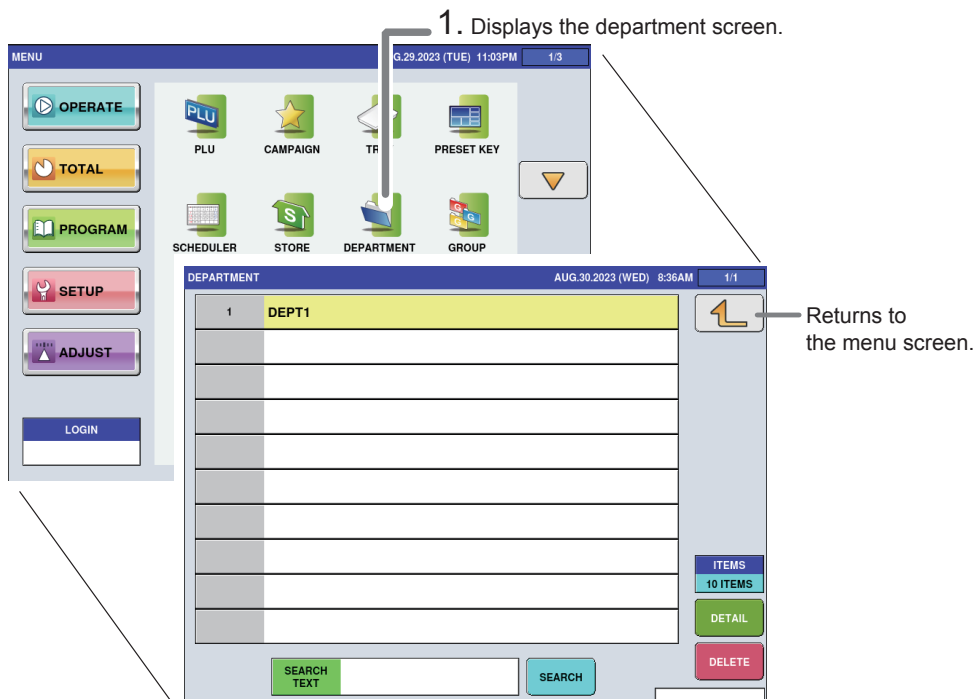 1. Displays the department screen.
MENU
G.29.2023 (TUE) 11:03PM
1/3
OPERATE
TOTAL
PROGRAM
SETUP
ADJUST
LOGIN
PLU
PLU
CAMPAIGN
PRESET KEY
S
G
G
G
SCHEDULER
STORE
DEPARTMENT
GROUP
DEPARTMENT
AUG.30.2023 (WED) 8:36AM
1/1
1 DEPT1
Returns to
the menu screen.
ITEMS
10 ITEMS
DETAIL
DELETE
SEARCH
TEXT
SEARCH